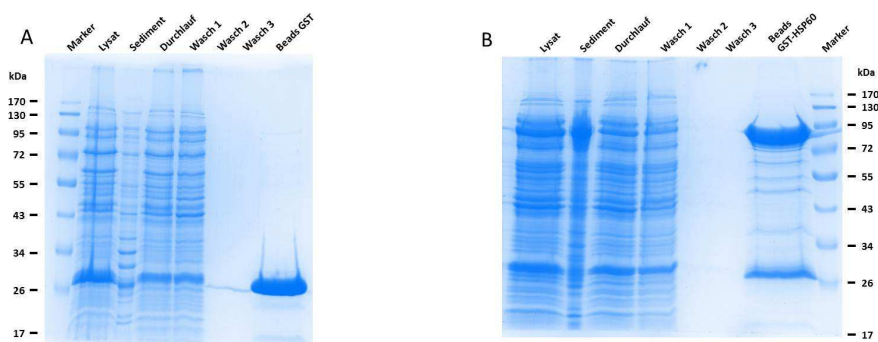 A
Marker
Lysat
Sediment
Durchlauf
Wasch 1
Wasch 2
Wasch 3
Beads GST
kDa
170
130
95
72
55
43
34
26
17
B
Lysat
Sediment
Durchlauf
Wasch 1
Wasch 2
Wasch 3
Beads
GST-HSP60
Marker
kDa
170
130
95
72
55
43
34
26
17